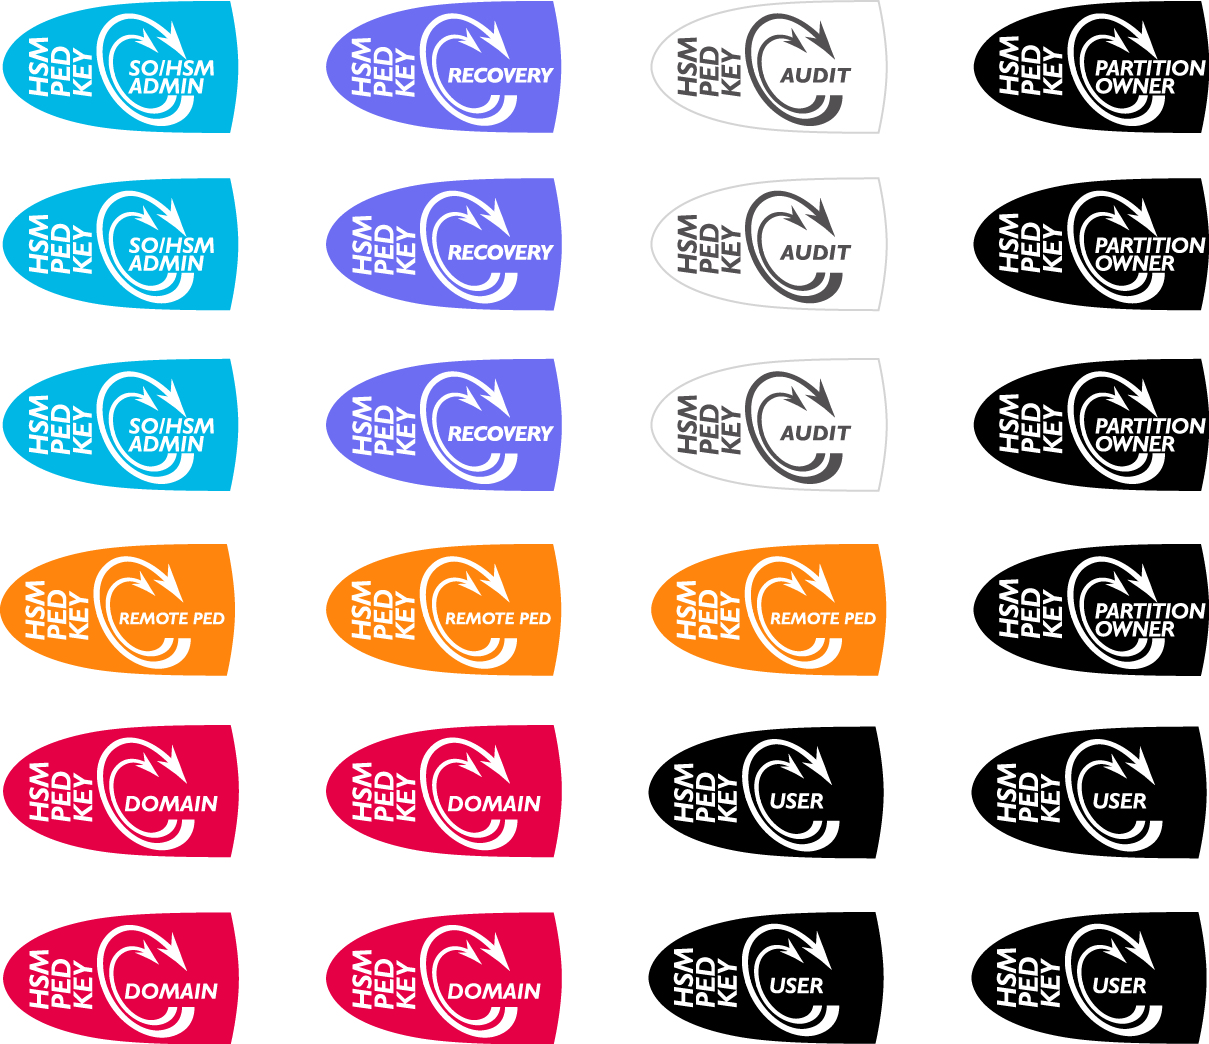 HSM
PED
KEY
SO/HSM
ADMIN
HSM
PED
KEY
RECOVERY
HSM
PED
KEY
AUDIT
HSM
PED
KEY
PARTITION
OWNER
HSM
PED
KEY
SO/HSM
ADMIN
HSM
PED
KEY
RECOVERY
HSM
PED
KEY
AUDIT
HSM
PED
KEY
PARTITION
OWNER
HSM
PED
KEY
SO/HSM
ADMIN
HSM
PED
KEY
RECOVERY
HSM
PED
KEY
AUDIT
HSM
PED
KEY
PARTITION
OWNER
HSM
PED
KEY
REMOTE PED
HSM
PED
KEY
REMOTE PED
HSM
PED
KEY
REMOTE PED
HSM
PED
KEY
PARTITION
OWNER
HSM
PED
KEY
DOMAIN
HSM
PED
KEY
DOMAIN
HSM
PED
KEY
USER
HSM
PED
KEY
USER
HSM
PED
KEY
DOMAIN
HSM
PED
KEY
DOMAIN
HSM
PED
KEY
USER
HSM
PED
KEY
USER